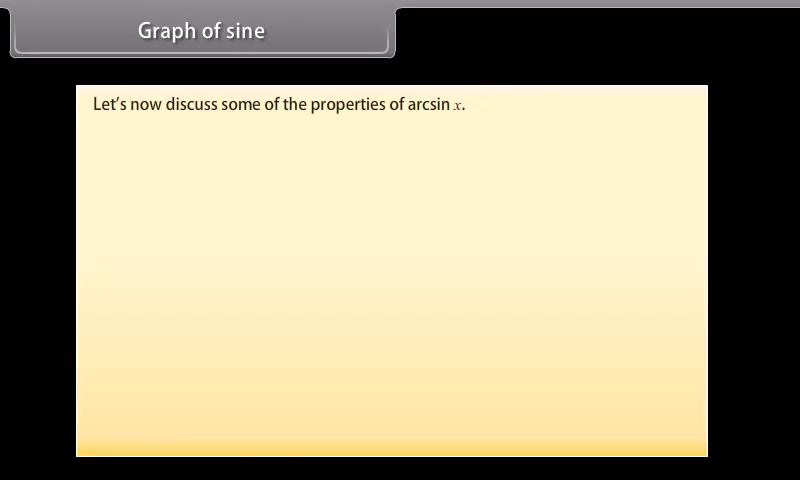 Graph of sine
Let's now discuss some of the properties of arcsin x.